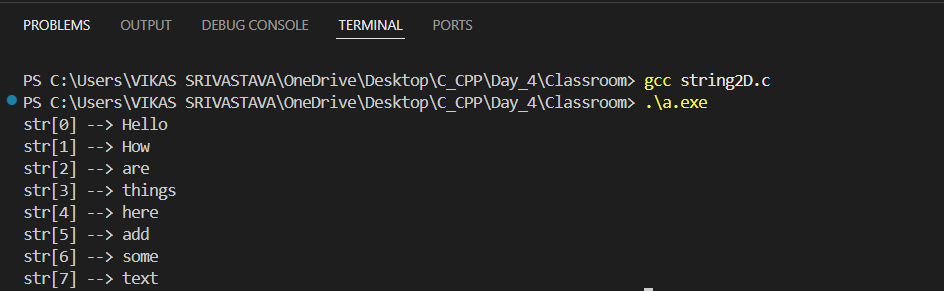 PROBLEMS OUTPUT DEBUG CONSOLE TERMINAL PORTS
PS C:\Users\VIKAS SRIVASTAVA\OneDrive\Desktop\C_CPP\Day_4\Classroom> gcc string2D.c
PS C:\Users\VIKAS SRIVASTAVA\OneDrive\Desktop\C_CPP\Day_4\Classroom> .\a.exe
str[0] --> Hello
str[1] --> How
str[2] --> are
str[3] --> things
str[4] --> here
str[5] --> add
str[6] --> some
str[7] --> text